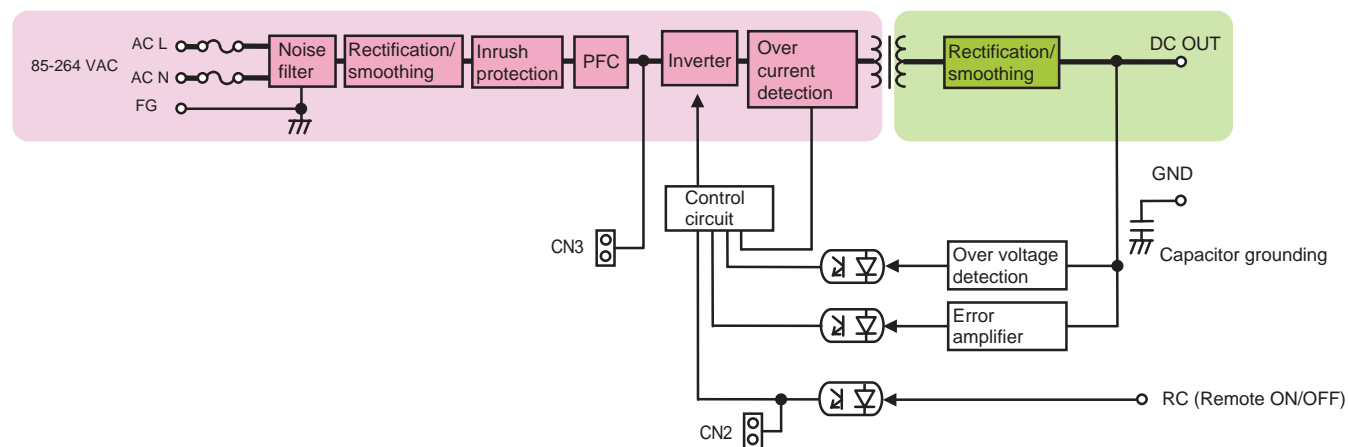 85-264 VAC
AC L
AC N
FG
Noise
filter
Rectification/
smoothing
Inrush
protection
PFC
Inverter
Over
current
detection
Rectification/
smoothing
DC OUT
GND
Capacitor grounding
Control
circuit
CN3
Over voltage
detection
Error
amplifier
RC (Remote ON/OFF)
CN2